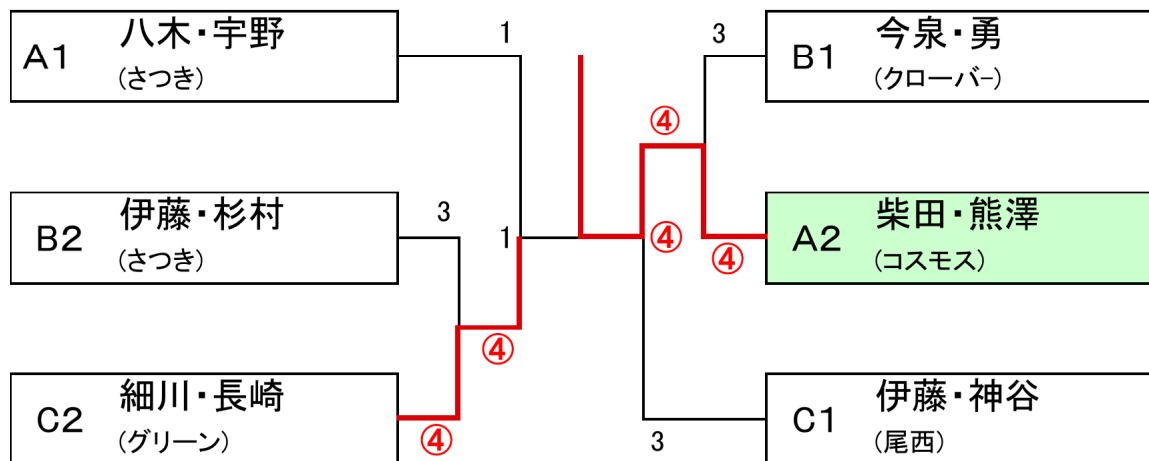 A1
八木・宇野
(さつき)
B2
伊藤・杉村
(さつき)
C2
細川・長崎
(グリーン)
1
3
1
④
④
3
④
④
④
3
B1
今泉・勇
(クローバー)
A2
柴田・熊澤
(コスモス)
C1
伊藤・神谷
(尾西)